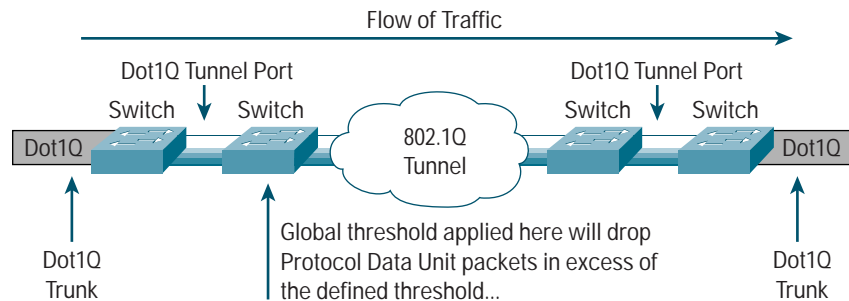 Flow of Traffic
Dot1Q Tunnel Port
Dot1Q Tunnel Port
Switch
Switch
Switch
Switch
Dot1Q
802.1Q
Tunnel
Dot1Q
Global threshold applied here will drop
Protocol Data Unit packets in excess of
the defined threshold...
Dot1Q
Trunk
Dot1Q
Trunk